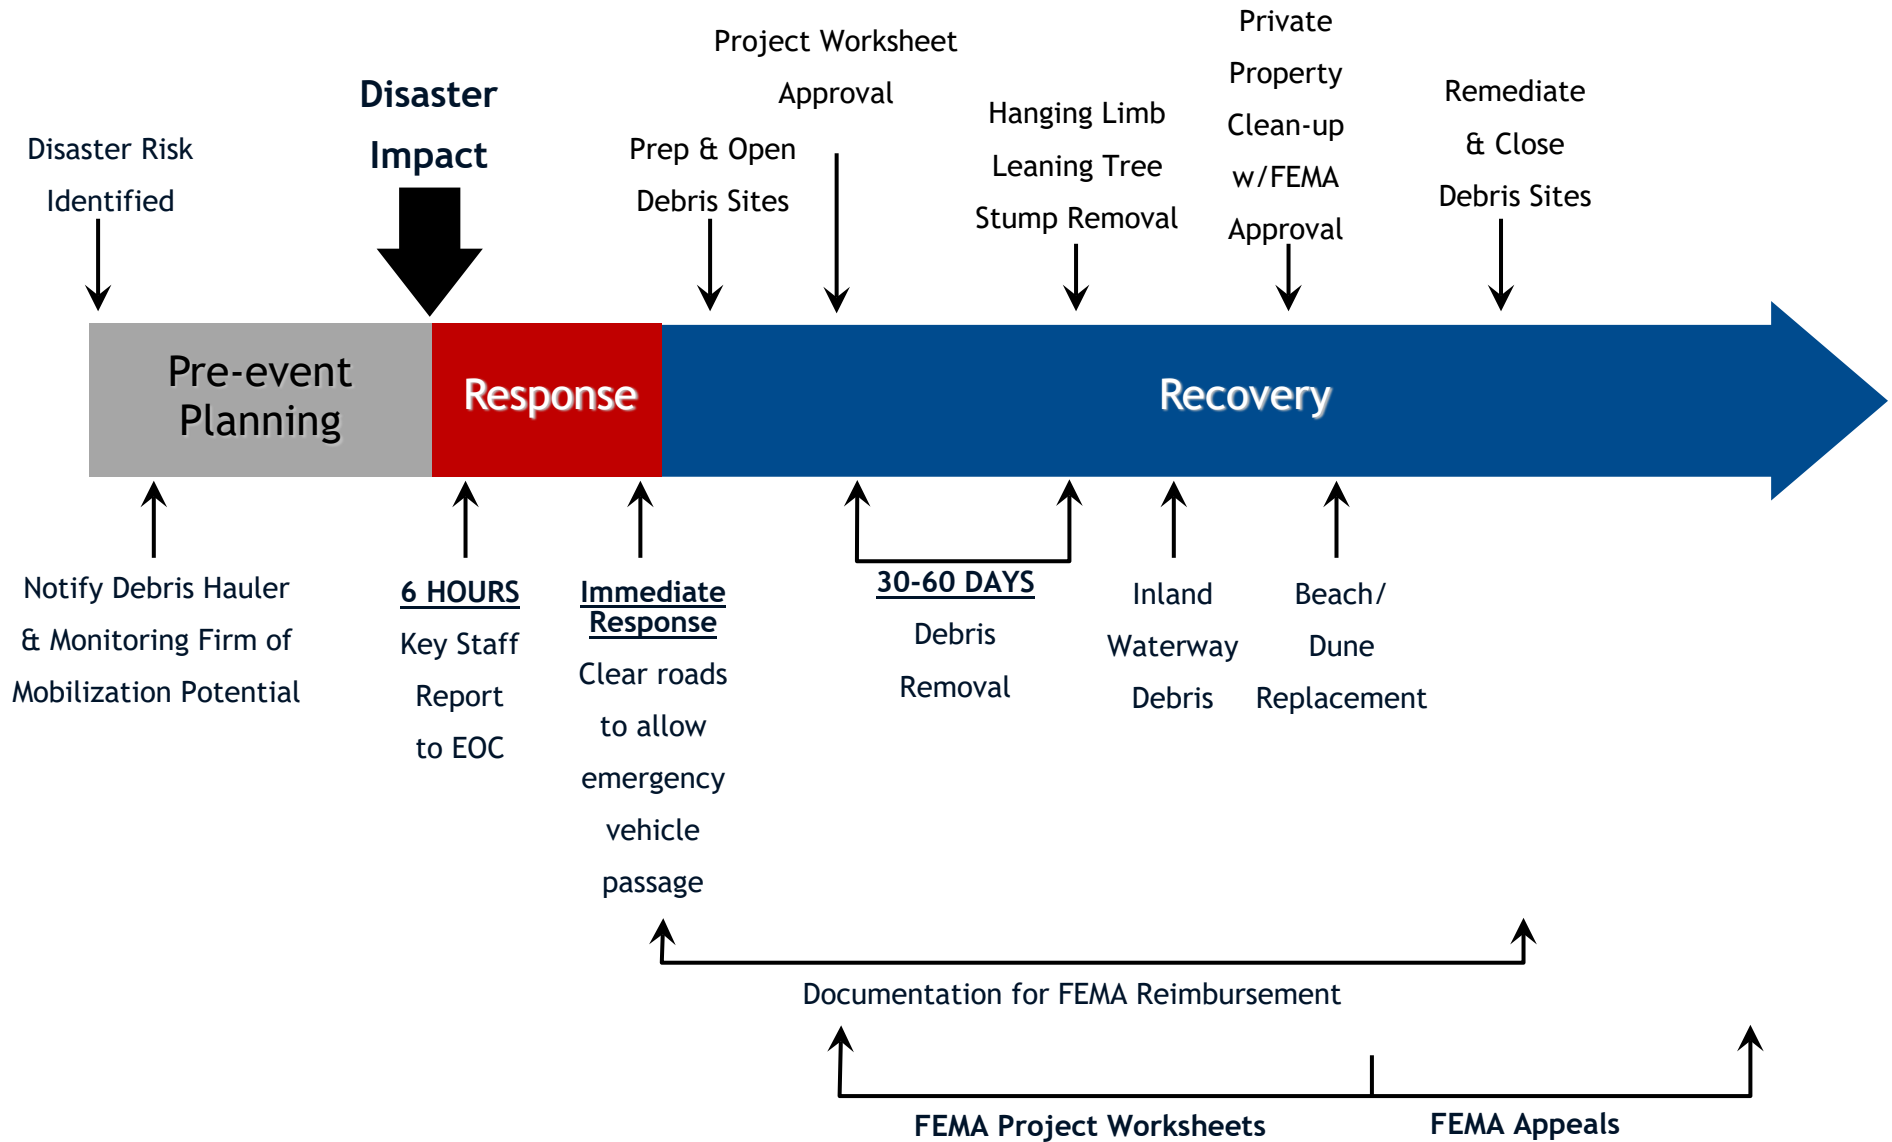 Disaster Risk
Identified
Disaster
Impact
Prep & Open
Debris Sites
Project Worksheet
Approval
Hanging Limb
Leaning Tree
Stump Removal
Private
Property
Clean-up
w/FEMA
Approval
Remediate
& Close
Debris Sites
Pre-event
Planning
Response
Recovery
Notify Debris Hauler
& Monitoring Firm of
Mobilization Potential
6 HOURS
Key Staff
Report
to EOC
Immediate
Response
Clear roads
to allow
emergency
vehicle
passage
30-60 DAYS
Debris
Removal
Inland
Waterway
Debris
Beach/
Dune
Replacement
Documentation for FEMA Reimbursement
FEMA Project Worksheets
FEMA Appeals